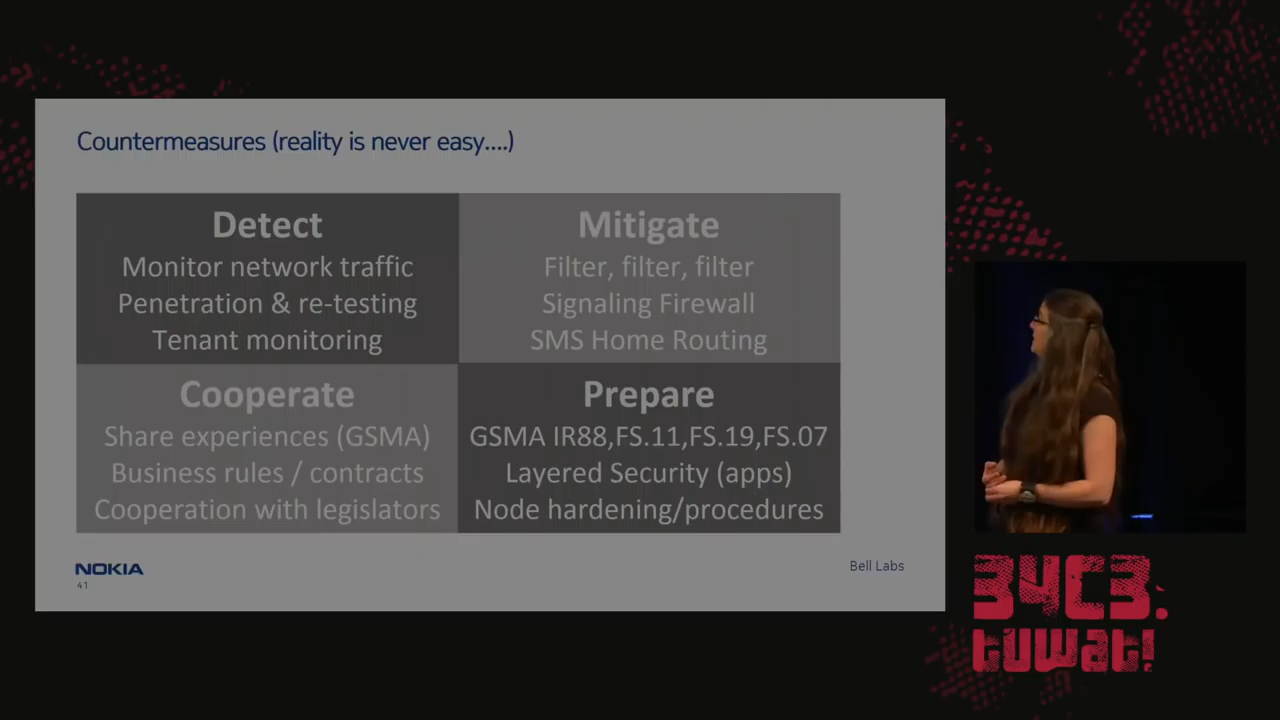 Countermeasures (reality is never easy....)
Detect
Monitor network traffic
Penetration & re-testing
Tenant monitoring
Mitigate
Filter, filter, filter
Signaling Firewall
SMS Home Routing
Cooperate
Share experiences (GSMA)
Business rules / contracts
Cooperation with legislators
Prepare
GSMA IR88,FS.11,FS.19,FS.07
Layered Security (apps)
Node hardening/procedures
NOKIA
41
Bell Labs
34C3.
tuwat!